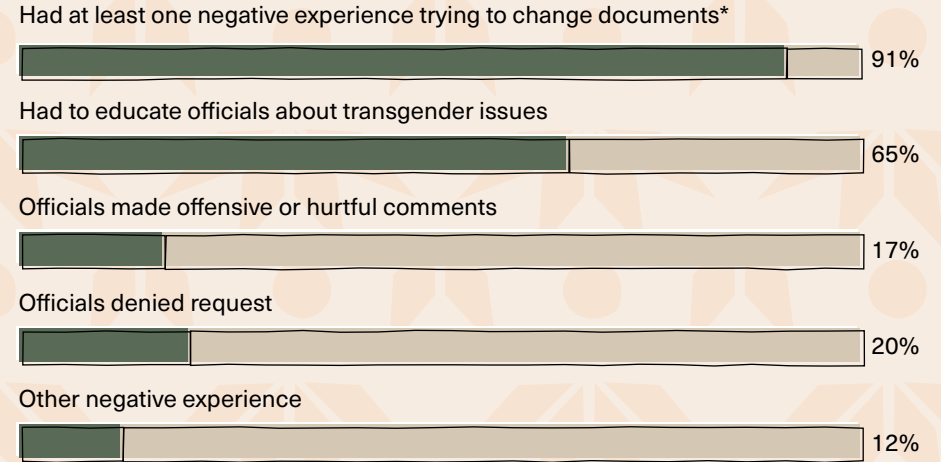 Had at least one negative experience trying to change documents*
91%
Had to educate officials about transgender issues
65%
Officials made offensive or hurtful comments
17%
Officials denied request
20%
Other negative experience
12%